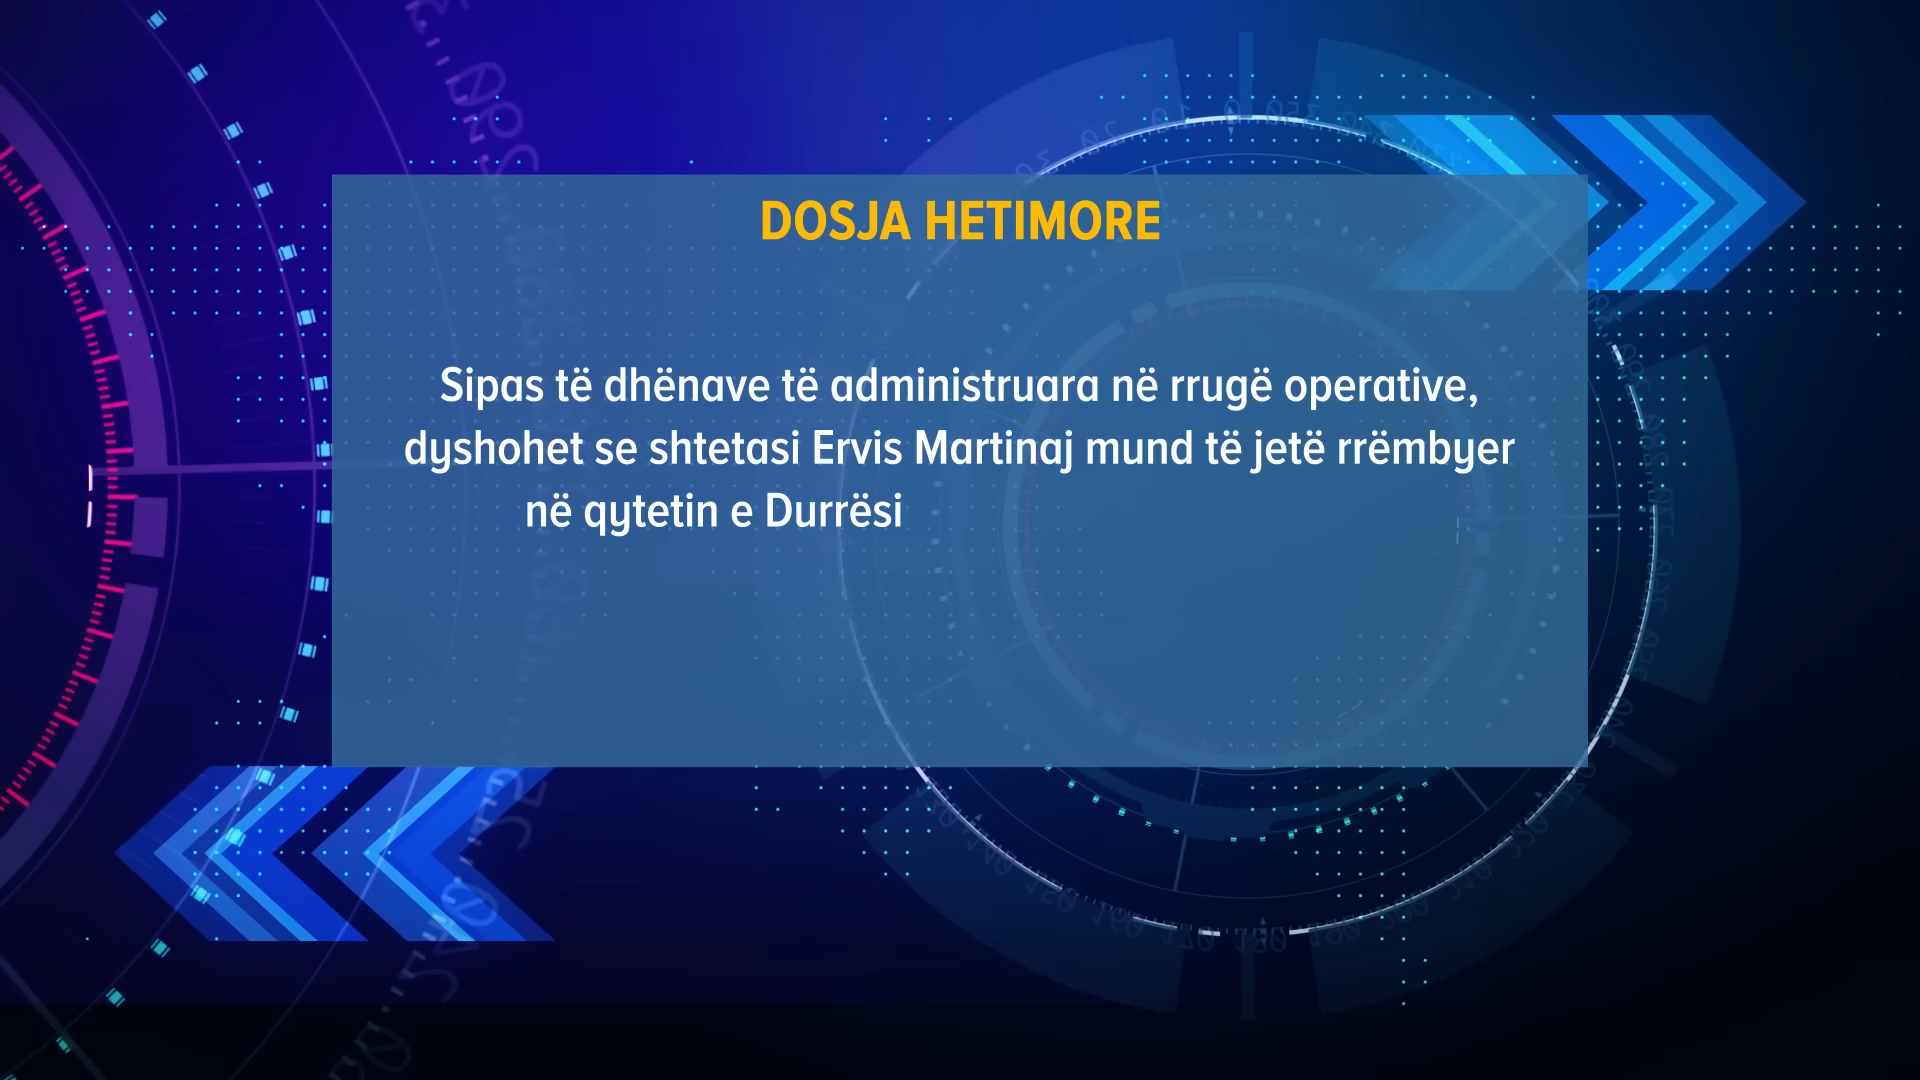 DOSJA HETIMORE
Sipas të dhënave të administruara në rrugë operative,
dyshohet se shtetasi Ervis Martinaj mund të jetë rrëmbyer
në qytetin e Durrësi